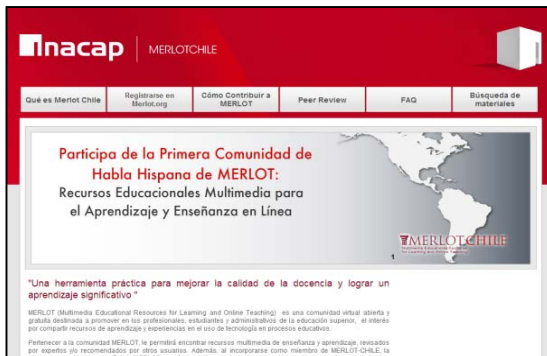 Inacap MERLOTCHILE
Qué es Merlot Chile
Registrarse en
Merlot.org
Cómo Contribuir a
MERLOT
Peer Review
FAQ
Búsqueda de
materiales
Participa de la Primera Comunidad de
Habla Hispana de MERLOT:
Recursos Educacionales Multimedia para
el Aprendizaje y Enseñanza en Línea
MERLOT.CHILE
1
"Una herramienta práctica para mejorar la calidad de la docencia y lograr un
aprendizaje significativo "
MERLOT (Multimedia Educational Resources for Learning and Online Teaching) es una comunidad virtual abierta y
gratuita destinada a promover en los profesionales, estudiantes y administrativos de la educación superior, el interés
por compartir recursos de aprendizaje y experiencias en el uso de tecnología en procesos educativos.
Pertenecer a la comunidad MERLOT, le permitirá encontrar recursos multimedia de enseñanza y aprendizaje, revisados
por expertos y/o recomendados por otros usuarios. Además, al incorporarse como miembro de MERLOT-CHILE, la